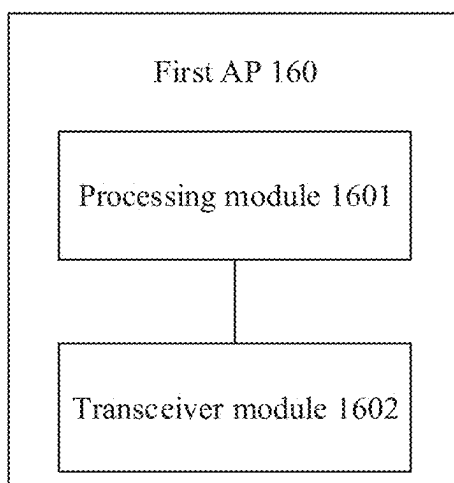 First AP 160
Processing module 1601
Transceiver module 1602